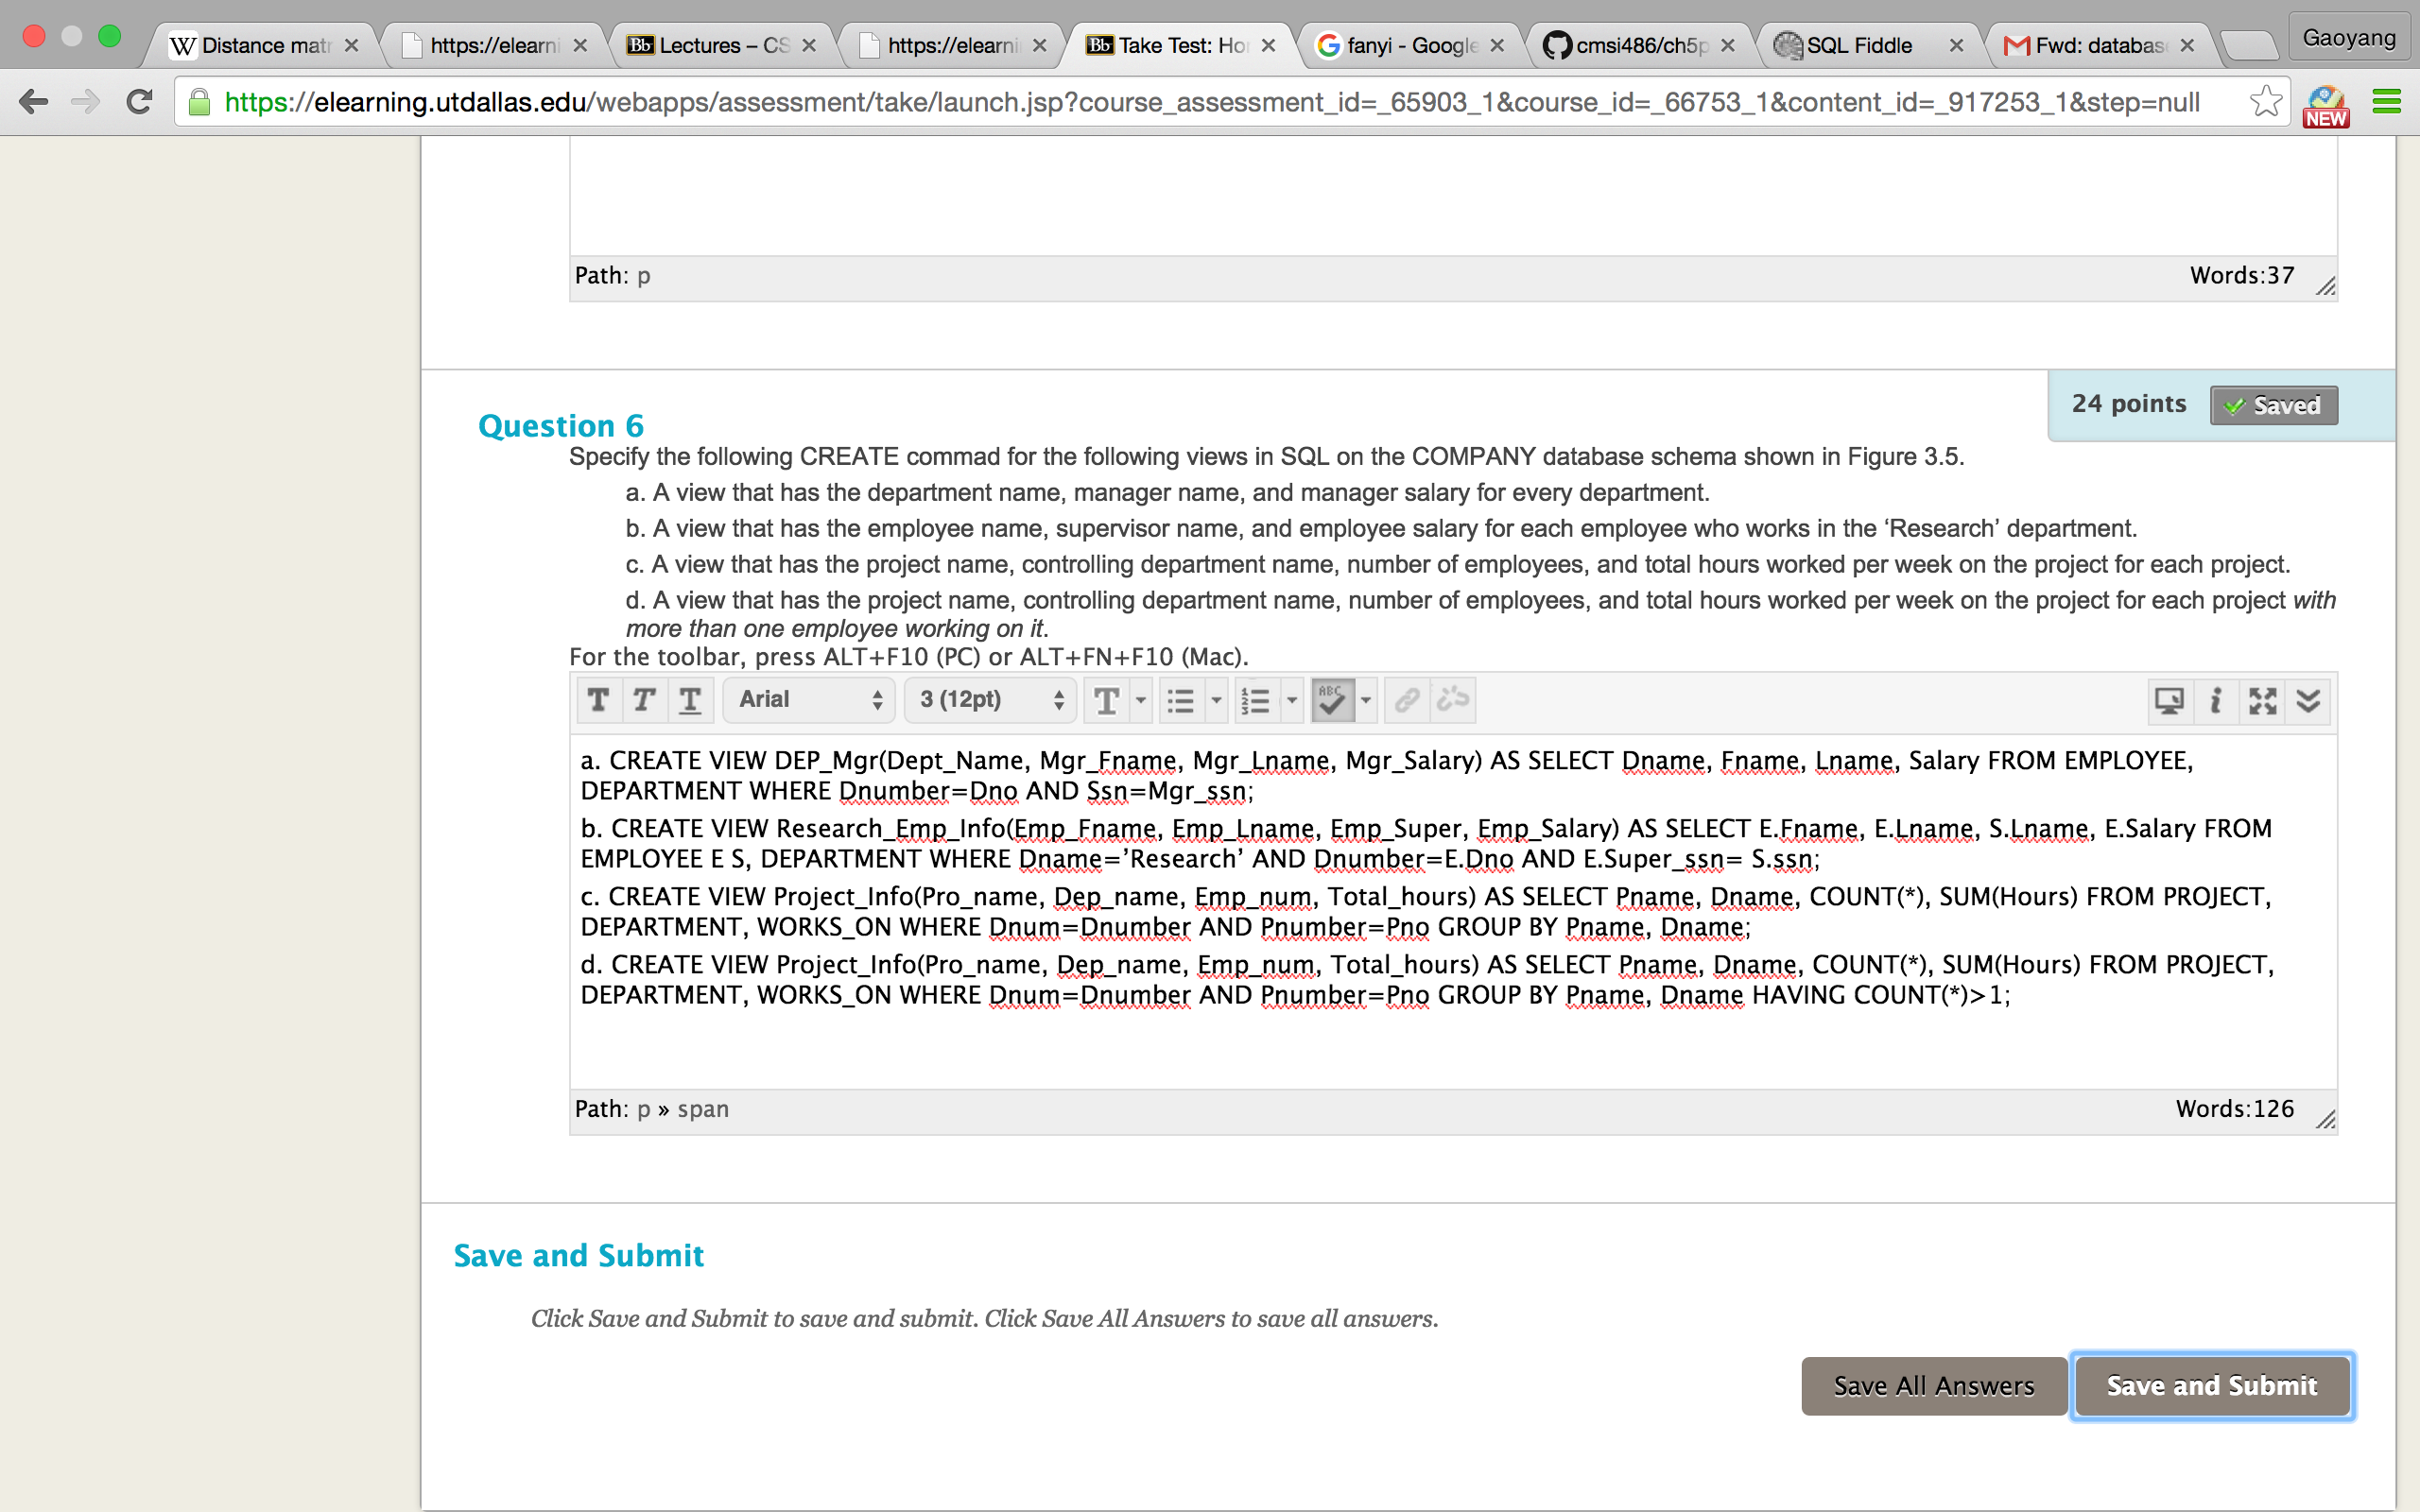 Distance mat
https://elearni
Lectures – CS
https://elearni
Take Test: Ho
fanyi - Google
cmsi486/ch5p
SQL Fiddle
Fwd: databas
Gaoyang
https://elearning.utdallas.edu/webapps/assessment/take/launch.jsp?course_assessment_id=_65903_1&course_id=_66753_1&content_id=_917253_1&step=null
NEW
Path: p
Words:37
24 points
Saved
Question 6
Specify the following CREATE commad for the following views in SQL on the COMPANY database schema shown in Figure 3.5.
a. A view that has the department name, manager name, and manager salary for every department.
b. A view that has the employee name, supervisor name, and employee salary for each employee who works in the ‘Research’ department.
c. A view that has the project name, controlling department name, number of employees, and total hours worked per week on the project for each project.
d. A view that has the project name, controlling department name, number of employees, and total hours worked per week on the project for each project with
more than one employee working on it.
For the toolbar, press ALT+F10 (PC) or ALT+FN+F10 (Mac).
T T T Arial 3 (12pt) T ABC
a. CREATE VIEW DEP_Mgr(Dept_Name, Mgr_Fname, Mgr_Lname, Mgr_Salary) AS SELECT Dname, Fname, Lname, Salary FROM EMPLOYEE,
DEPARTMENT WHERE Dnumber=Dno AND Ssn=Mgr_ssn;
b. CREATE VIEW Research_Emp_Info(Emp_Fname, Emp_Lname, Emp_Super, Emp_Salary) AS SELECT E.Fname, E.Lname, S.Lname, E.Salary FROM
EMPLOYEE E S, DEPARTMENT WHERE Dname=’Research’ AND Dnumber=E.Dno AND E.Super_ssn= S.ssn;
c. CREATE VIEW Project_Info(Pro_name, Dep_name, Emp_num, Total_hours) AS SELECT Pname, Dname, COUNT(*), SUM(Hours) FROM PROJECT,
DEPARTMENT, WORKS_ON WHERE Dnum=Dnumber AND Pnumber=Pno GROUP BY Pname, Dname;
d. CREATE VIEW Project_Info(Pro_name, Dep_name, Emp_num, Total_hours) AS SELECT Pname, Dname, COUNT(*), SUM(Hours) FROM PROJECT,
DEPARTMENT, WORKS_ON WHERE Dnum=Dnumber AND Pnumber=Pno GROUP BY Pname, Dname HAVING COUNT(*)>1;
Path: p » span
Words:126
Save and Submit
Click Save and Submit to save and submit. Click Save All Answers to save all answers.
Save All Answers
Save and Submit